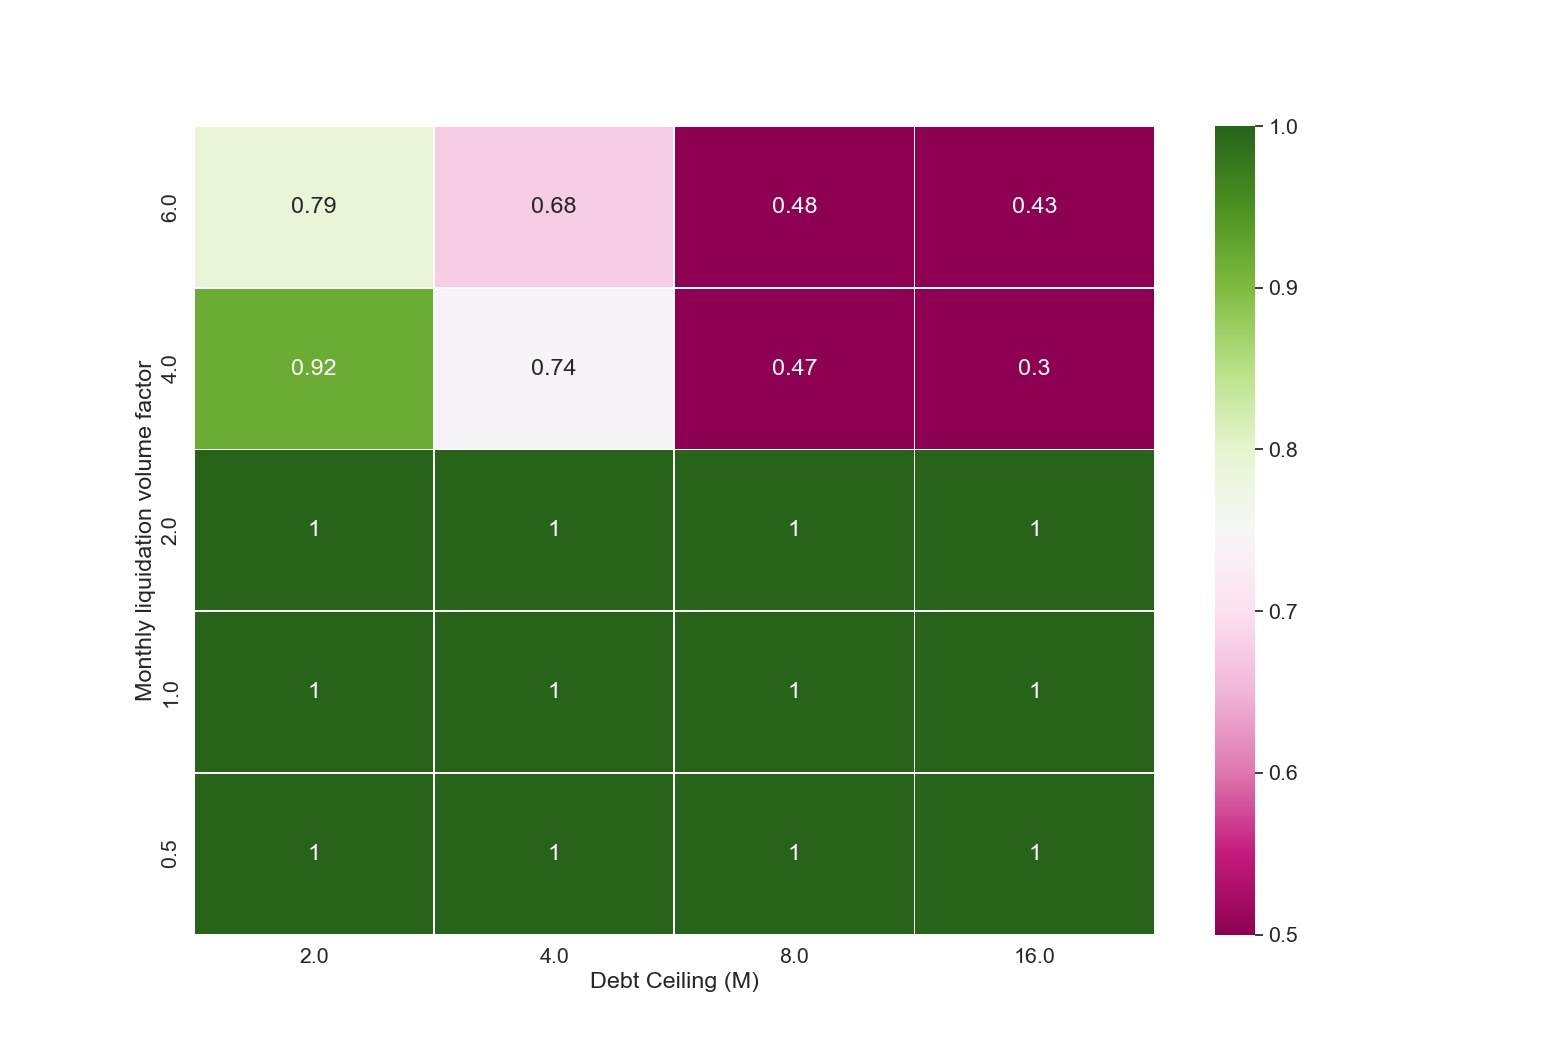 6.0 0.79 0.68 0.48 0.43
4.0 0.92 0.74 0.47 0.3
2.0 1 1 1 1
1.0 1 1 1 1
0.5 1 1 1 1
2.0 4.0 8.0 16.0
Debt Ceiling (M)
Monthly liquidation volume factor
1.0
0.9
0.8
0.7
0.6
0.5